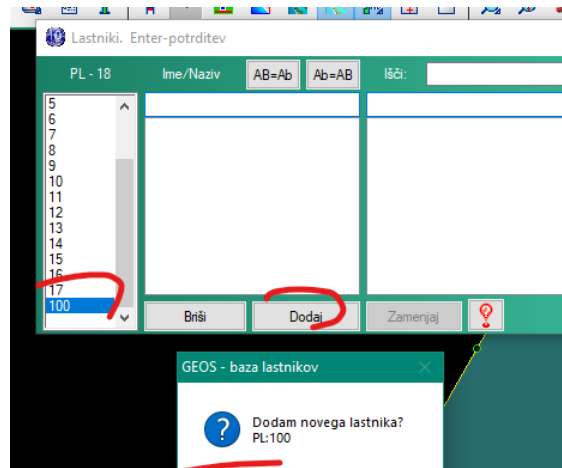 Lastniki. Enter-potrditev
PL - 18
Ime/Naziv
AB=Ab
Ab=AB
Išči:
5
6
7
8
9
10
11
12
13
14
15
16
17
100
Briši
Dodaj
Zamenjaj
GEOS - baza lastnikov
Dodam novega lastnika?
PL:100